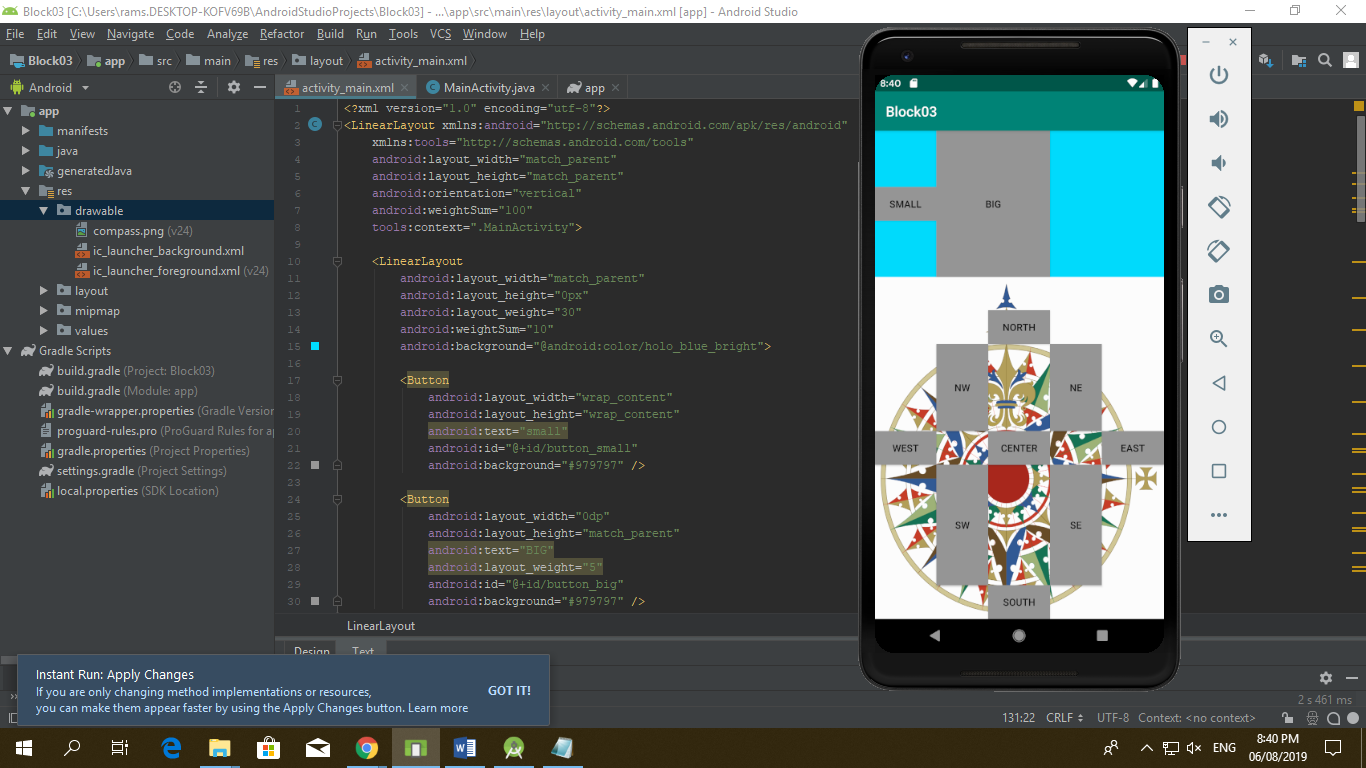 Block03 [C:\Users\rams.DESKTOP-KOFV69B\AndroidStudioProjects\Block03] - ...\app\src\main\res\layout\activity_main.xml [app] - Android Studio
File Edit View Navigate Code Analyze Refactor Build Run Tools VCS Window Help
Block03 app src main res layout activity_main.xml
Android
activity_main.xml MainActivity.java app
app
manifests
java
generatedJava
res
drawable
compass.png (v24)
ic_launcher_background.xml
ic_launcher_foreground.xml (v24)
layout
mipmap
values
Gradle Scripts
build.gradle (Project: Block03)
build.gradle (Module: app)
gradle-wrapper.properties (Gradle Version
proguard-rules.pro (ProGuard Rules for ap
gradle.properties (Project Properties)
settings.gradle (Project Settings)
local.properties (SDK Location)
1 <?xml version="1.0" encoding="utf-8"?>
2 <LinearLayout xmlns:android="http://schemas.android.com/apk/res/android"
3 xmlns:tools="http://schemas.android.com/tools"
4 android:layout_width="match_parent"
5 android:layout_height="match_parent"
6 android:orientation="vertical"
7 android:weightSum="100"
8 tools:context=".MainActivity">
9
10 <LinearLayout
11 android:layout_width="match_parent"
12 android:layout_height="0px"
13 android:layout_weight="30"
14 android:weightSum="10"
15 android:background="@android:color/holo_blue_bright">
16
17 <Button
18 android:layout_width="wrap_content"
19 android:layout_height="wrap_content"
20 android:text="small"
21 android:id="@+id/button_small"
22 android:background="#979797" />
23
24 <Button
25 android:layout_width="0dp"
26 android:layout_height="match_parent"
27 android:text="BIG"
28 android:layout_weight="5"
29 android:id="@+id/button_big"
30 android:background="#979797" />
LinearLayout
Design Text
8:40
Block03
SMALL BIG
NORTH
NW NE
WEST CENTER EAST
SW SE
SOUTH
Instant Run: Apply Changes
If you are only changing method implementations or resources,
you can make them appear faster by using the Apply Changes button. Learn more
GOT IT!
2 s 461 ms
131:22 CRLF UTF-8 Context: <no context>
ENG
8:40 PM
06/08/2019